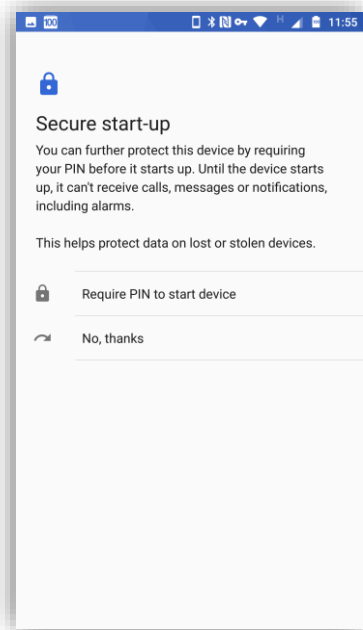 100 H 11:55
Secure start-up
You can further protect this device by requiring
your PIN before it starts up. Until the device starts
up, it can't receive calls, messages or notifications,
including alarms.
This helps protect data on lost or stolen devices.
Require PIN to start device
No, thanks